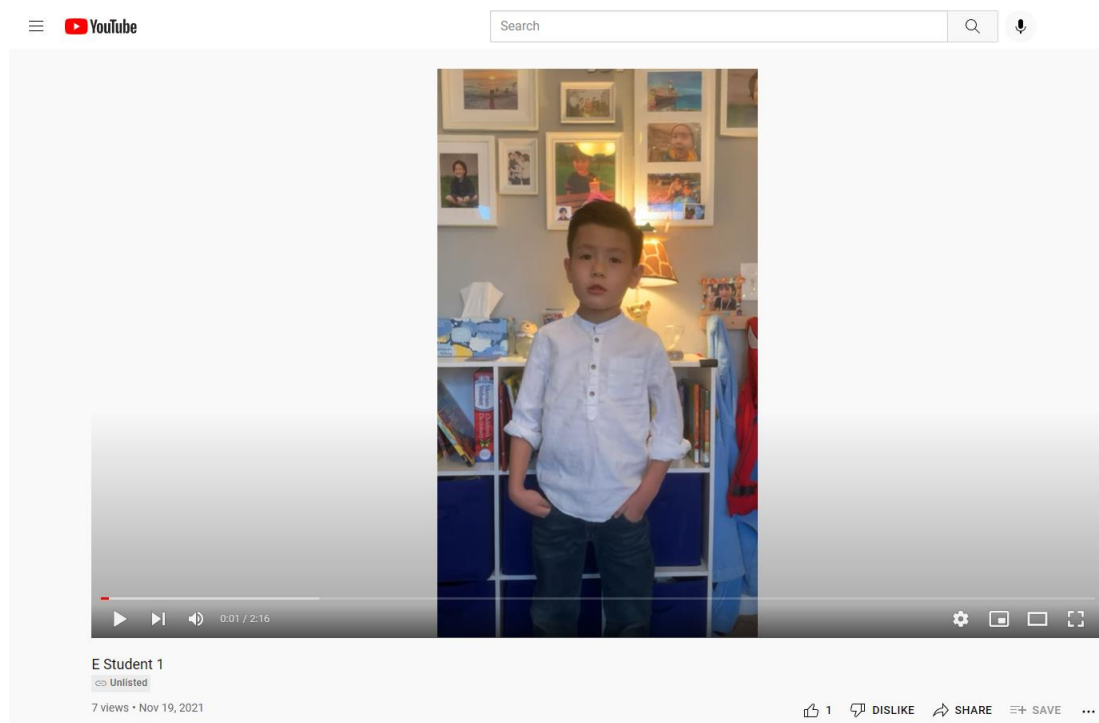 YouTube
Search
0:01 / 2:16
E Student 1
Unlisted
7 views • Nov 19, 2021
1 DISLIKE SHARE SAVE